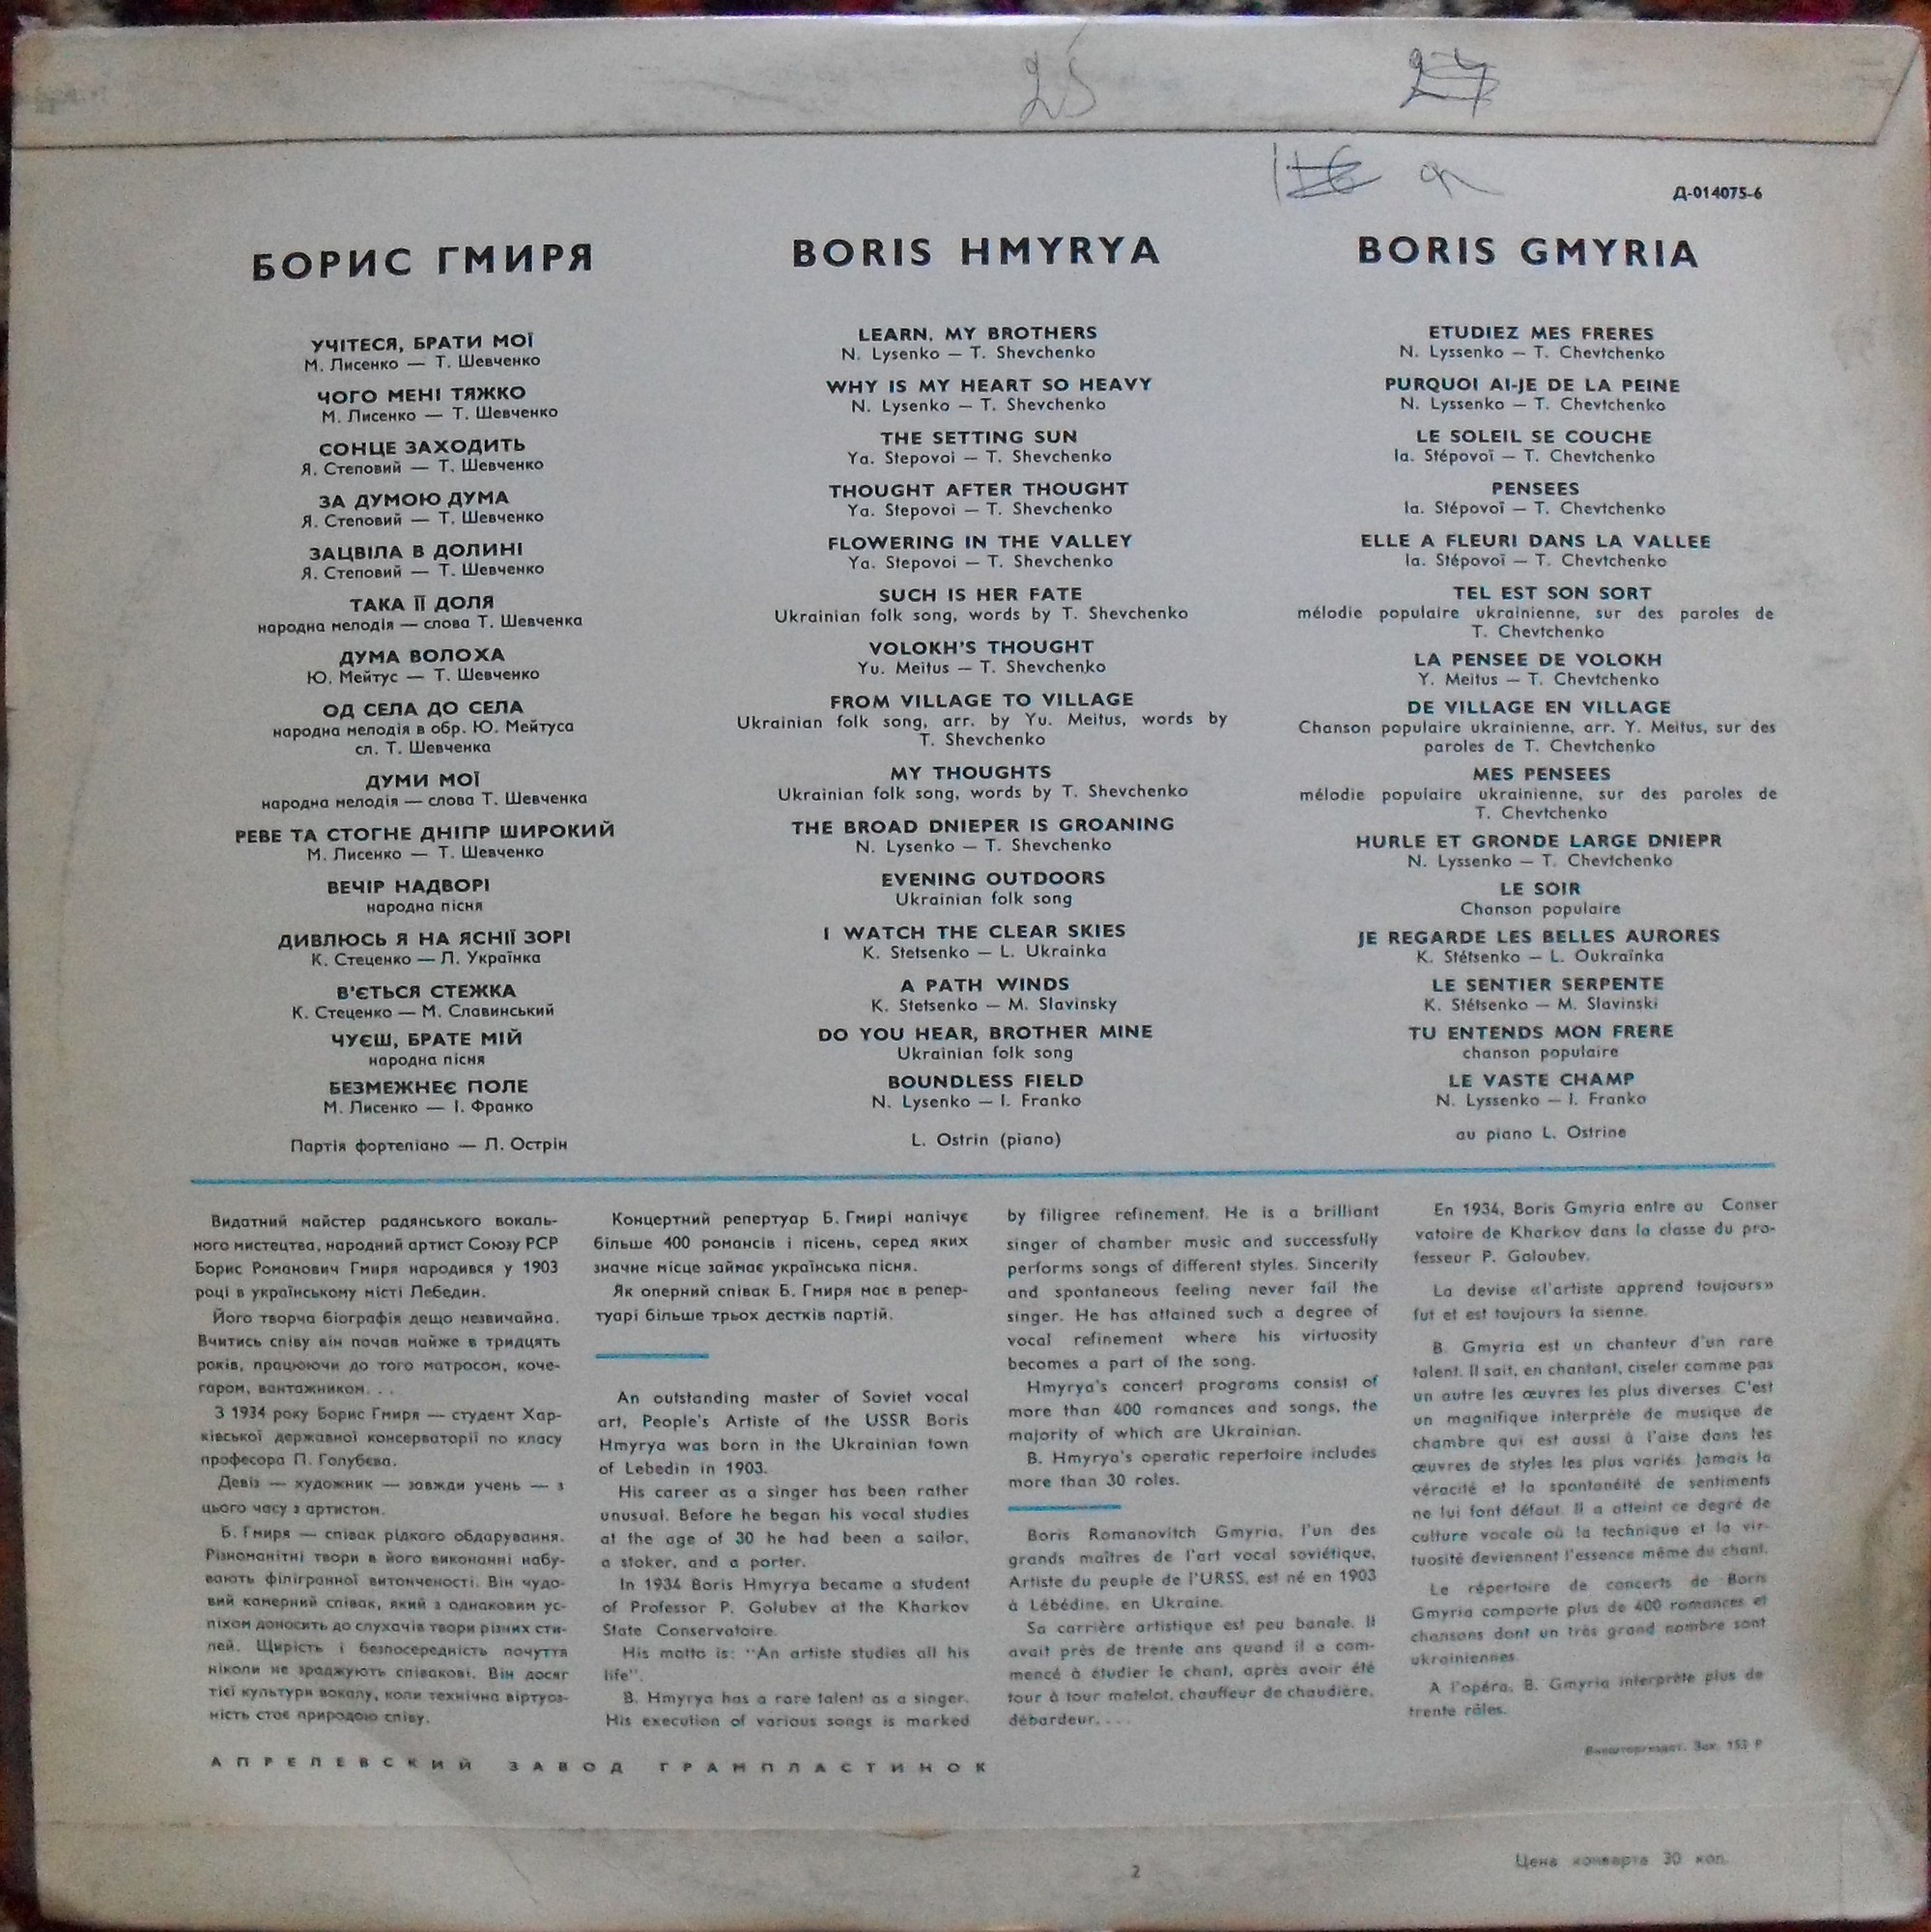 25
27
Д-014075-6
БОРИС ГМИРЯ
УЧІТЕСЯ, БРАТИ МОЇ
М. Лисенко — Т. Шевченко
ЧОГО МЕНІ ТЯЖКО
М. Лисенко — Т. Шевченко
СОНЦЕ ЗАХОДИТЬ
Я. Степовий — Т. Шевченко
ЗА ДУМОЮ ДУМА
Я. Степовий — Т. Шевченко
ЗАЦВІЛА В ДОЛИНІ
Я. Степовий — Т. Шевченко
ТАКА ЇЇ ДОЛЯ
народна мелодія — слова Т. Шевченка
ДУМА ВОЛОХА
Ю. Мейтус — Т. Шевченко
ОД СЕЛА ДО СЕЛА
народна мелодія в обр. Ю. Мейтуса
сл. Т. Шевченка
ДУМИ МОЇ
народна мелодія — слова Т. Шевченка
РЕВЕ ТА СТОГНЕ ДНІПР ШИРОКИЙ
М. Лисенко — Т. Шевченко
ВЕЧІР НАДВОРІ
народна пісня
ДИВЛЮСЬ Я НА ЯСНІЇ ЗОРІ
К. Стеценко — Л. Українка
В'ЄТЬСЯ СТЕЖКА
К. Стеценко — М. Славинський
ЧУЄШ, БРАТЕ МІЙ
народна пісня
БЕЗМЕЖНЕЄ ПОЛЕ
М. Лисенко — І. Франко
Партія фортепіано — Л. Острін
BORIS HMYRYA
LEARN, MY BROTHERS
N. Lysenko — T. Shevchenko
WHY IS MY HEART SO HEAVY
N. Lysenko — T. Shevchenko
THE SETTING SUN
Ya. Stepovoi — T. Shevchenko
THOUGHT AFTER THOUGHT
Ya. Stepovoi — T. Shevchenko
FLOWERING IN THE VALLEY
Ya. Stepovoi — T. Shevchenko
SUCH IS HER FATE
Ukrainian folk song, words by T. Shevchenko
VOLOKH'S THOUGHT
Yu. Meitus — T. Shevchenko
FROM VILLAGE TO VILLAGE
Ukrainian folk song, arr. by Yu. Meitus, words by
T. Shevchenko
MY THOUGHTS
Ukrainian folk song, words by T. Shevchenko
THE BROAD DNIEPER IS GROANING
N. Lysenko — T. Shevchenko
EVENING OUTDOORS
Ukrainian folk song
I WATCH THE CLEAR SKIES
K. Stetsenko — L. Ukrainka
A PATH WINDS
K. Stetsenko — M. Slavinsky
DO YOU HEAR, BROTHER MINE
Ukrainian folk song
BOUNDLESS FIELD
N. Lysenko — I. Franko
L. Ostrin (piano)
BORIS GMYRIA
ETUDIEZ MES FRERES
N. Lyssenko — T. Chevtchenko
PURQUOI AI-JE DE LA PEINE
N. Lyssenko — T. Chevtchenko
LE SOLEIL SE COUCHE
Ia. Stépovoï — T. Chevtchenko
PENSEES
Ia. Stépovoï — T. Chevtchenko
ELLE A FLEURI DANS LA VALLEE
Ia. Stépovoï — T. Chevtchenko
TEL EST SON SORT
mélodie populaire ukrainienne, sur des paroles de
T. Chevtchenko
LA PENSEE DE VOLOKH
Y. Meitus — T. Chevtchenko
DE VILLAGE EN VILLAGE
Chanson populaire ukrainienne, arr. Y. Meitus, sur des
paroles de T. Chevtchenko
MES PENSEES
mélodie populaire ukrainienne, sur des paroles de
T. Chevtchenko
HURLE ET GRONDE LARGE DNIEPR
N. Lyssenko — T. Chevtchenko
LE SOIR
Chanson populaire
JE REGARDE LES BELLES AURORES
K. Stétsenko — L. Oukraïnka
LE SENTIER SERPENTE
K. Stétsenko — M. Slavinski
TU ENTENDS MON FRERE
chanson populaire
LE VASTE CHAMP
N. Lyssenko — I. Franko
au piano L. Ostrine
Видатний майстер радянського вокаль-
ного мистецтва, народний артист Союзу РСР
Борис Романович Гмиря народився у 1903
році в українському місті Лебедин.
Його творча біографія дещо незвичайна.
Вчитись співу він почав майже в тридцять
років, працюючи до того матросом, коче-
гаром, вантажником. . .
З 1934 року Борис Гмиря — студент Хар-
ківської державної консерваторії по класу
професора П. Голубєва.
Девіз — художник — завжди учень — з
цього часу з артистом.
Б. Гмиря — співак рідкого обдарування.
Різноманітні твори в його виконанні набу-
вають філігранної витонченості. Він чудо-
вий камерний співак, який з однаковим ус-
піхом доносить до слухачів твори різних сти-
лей. Щирість і безпосередність почуття
ніколи не зраджують співакові. Він досяг
тієї культури вокалу, коли технічна віртуоз-
ність стає природою співу.
Концертний репертуар Б. Гмирі налічує
більше 400 романсів і пісень, серед яких
значне місце займає українська пісня.
Як оперний співак Б. Гмиря має в репер-
туарі більше трьох дестків партій.
An outstanding master of Soviet vocal
art, People's Artiste of the USSR Boris
Hmyrya was born in the Ukrainian town
of Lebedin in 1903.
His career as a singer has been rather
unusual. Before he began his vocal studies
at the age of 30 he had been a sailor,
a stoker, and a porter.
In 1934 Boris Hmyrya became a student
of Professor P. Golubev at the Kharkov
State Conservatoire.
His motto is: "An artiste studies all his
life".
B. Hmyrya has a rare talent as a singer.
His execution of various songs is marked
by filigree refinement. He is a brilliant
singer of chamber music and successfully
performs songs of different styles. Sincerity
and spontaneous feeling never fail the
singer. He has attained such a degree of
vocal refinement where his virtuosity
becomes a part of the song.
Hmyrya's concert programs consist of
more than 400 romances and songs, the
majority of which are Ukrainian.
B. Hmyrya's operatic repertoire includes
more than 30 roles.
Boris Romanovitch Gmyria, l'un des
grands maîtres de l'art vocal soviétique,
Artiste du peuple de l'URSS, est né en 1903
à Lébédine, en Ukraine.
Sa carrière artistique est peu banale. Il
avait près de trente ans quand il a com-
mencé à étudier le chant, après avoir été
tour à tour matelot, chauffeur de chaudière,
débardeur. . . .
En 1934, Boris Gmyria entre au Conser
vatoire de Kharkov dans la classe du pro-
fesseur P. Goloubev.
La devise «l'artiste apprend toujours»
fut et est toujours la sienne.
B. Gmyria est un chanteur d'un rare
talent. Il sait, en chantant, ciseler comme pas
un autre les œuvres les plus diverses. C'est
un magnifique interprète de musique de
chambre qui est aussi à l'aise dans les
œuvres de styles les plus variés. Jamais la
véracité et la spontanéité de sentiments
ne lui font défaut. Il a atteint ce degré de
culture vocale où la technique et la vir-
tuosité deviennent l'essence même du chant.
Le répertoire de concerts de Boris
Gmyria comporte plus de 400 romances et
chansons dont un très grand nombre sont
ukrainiennes.
A l'opéra, B. Gmyria interprète plus de
trente rôles.
АПРЕЛЕВСКИЙ ЗАВОД ГРАМПЛАСТИНОК
Внешторгиздат. Зак. 153 Р
2
Цена конверта 30 коп.